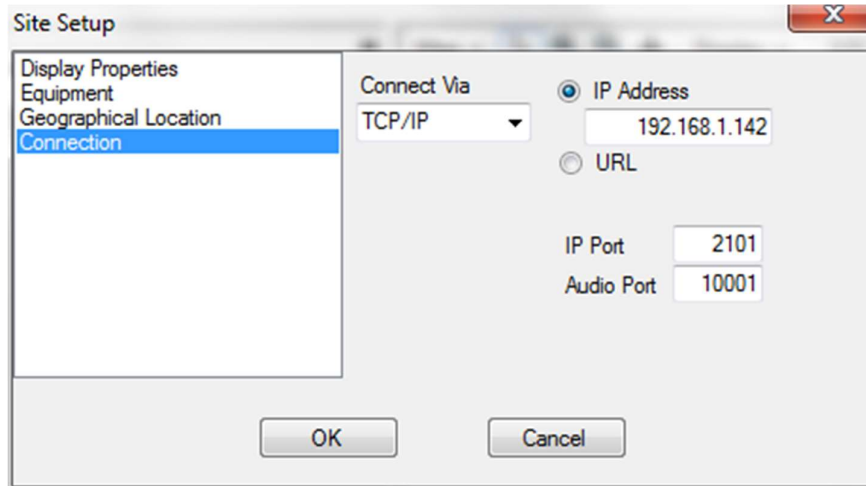 Site Setup
Display Properties
Equipment
Geographical Location
Connection
Connect Via
TCP/IP
IP Address
192.168.1.142
URL
IP Port 2101
Audio Port 10001
OK Cancel